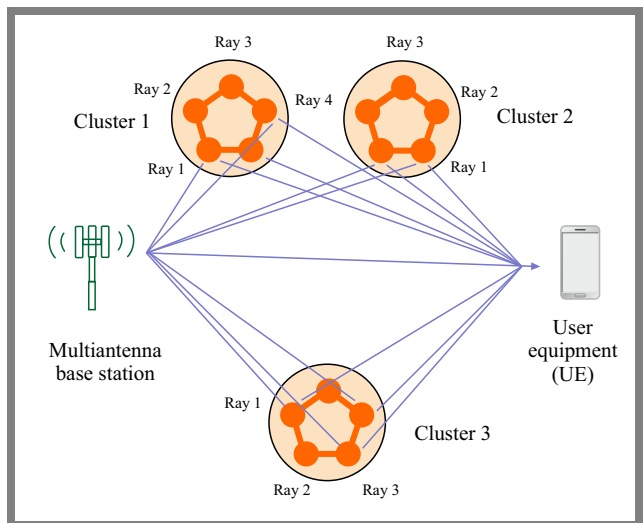 Ray 3
Ray 3
Ray 2
Ray 4
Ray 2
Cluster 1
Cluster 2
Ray 1
Ray 1
Multiantenna
base station
User
equipment
(UE)
Ray 1
Cluster 3
Ray 2
Ray 3